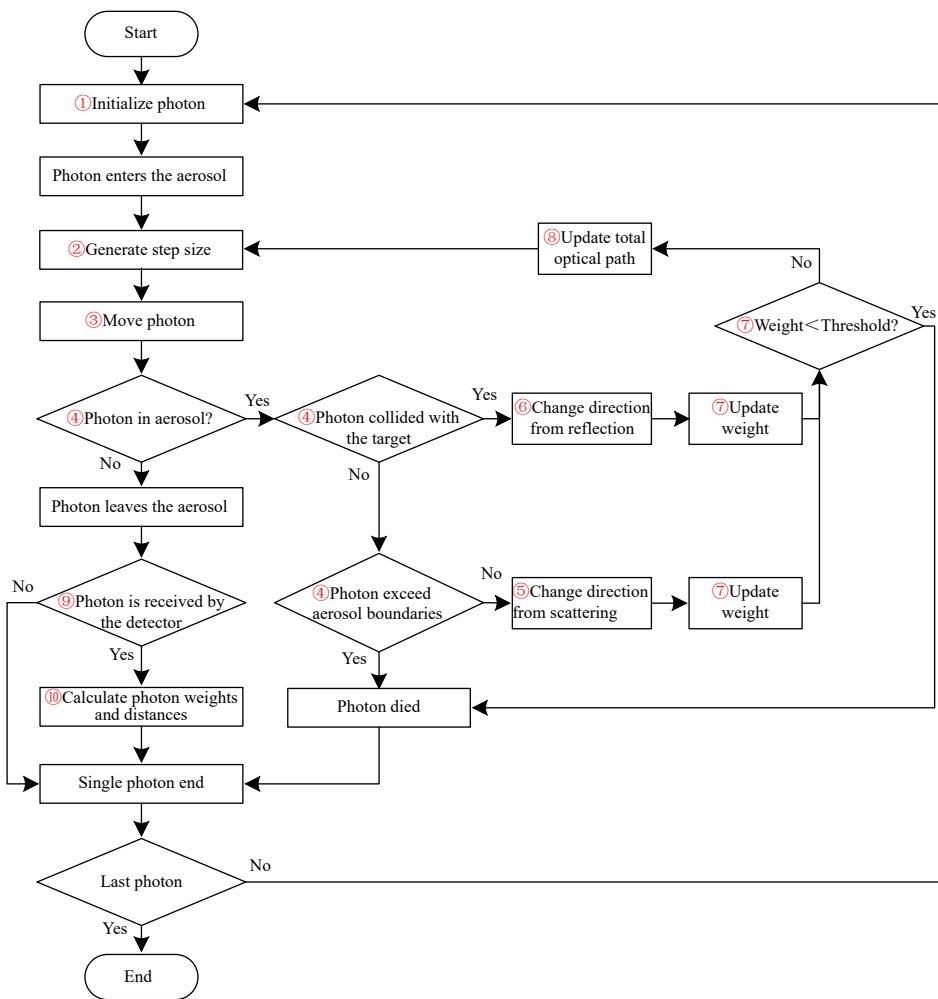 Start
①Initialize photon
Photon enters the aerosol
②Generate step size
⑧Update total
optical path
No
Yes
③Move photon
⑦Weight＜Threshold?
④Photon in aerosol?
Yes
④Photon collided with
the target
Yes
⑥Change direction
from reflection
⑦Update
weight
No
No
Photon leaves the aerosol
No
⑨Photon is received by
the detector
④Photon exceed
aerosol boundaries
No
⑤Change direction
from scattering
⑦Update
weight
Yes
Yes
⑩Calculate photon weights
and distances
Photon died
Single photon end
Last photon
No
Yes
End